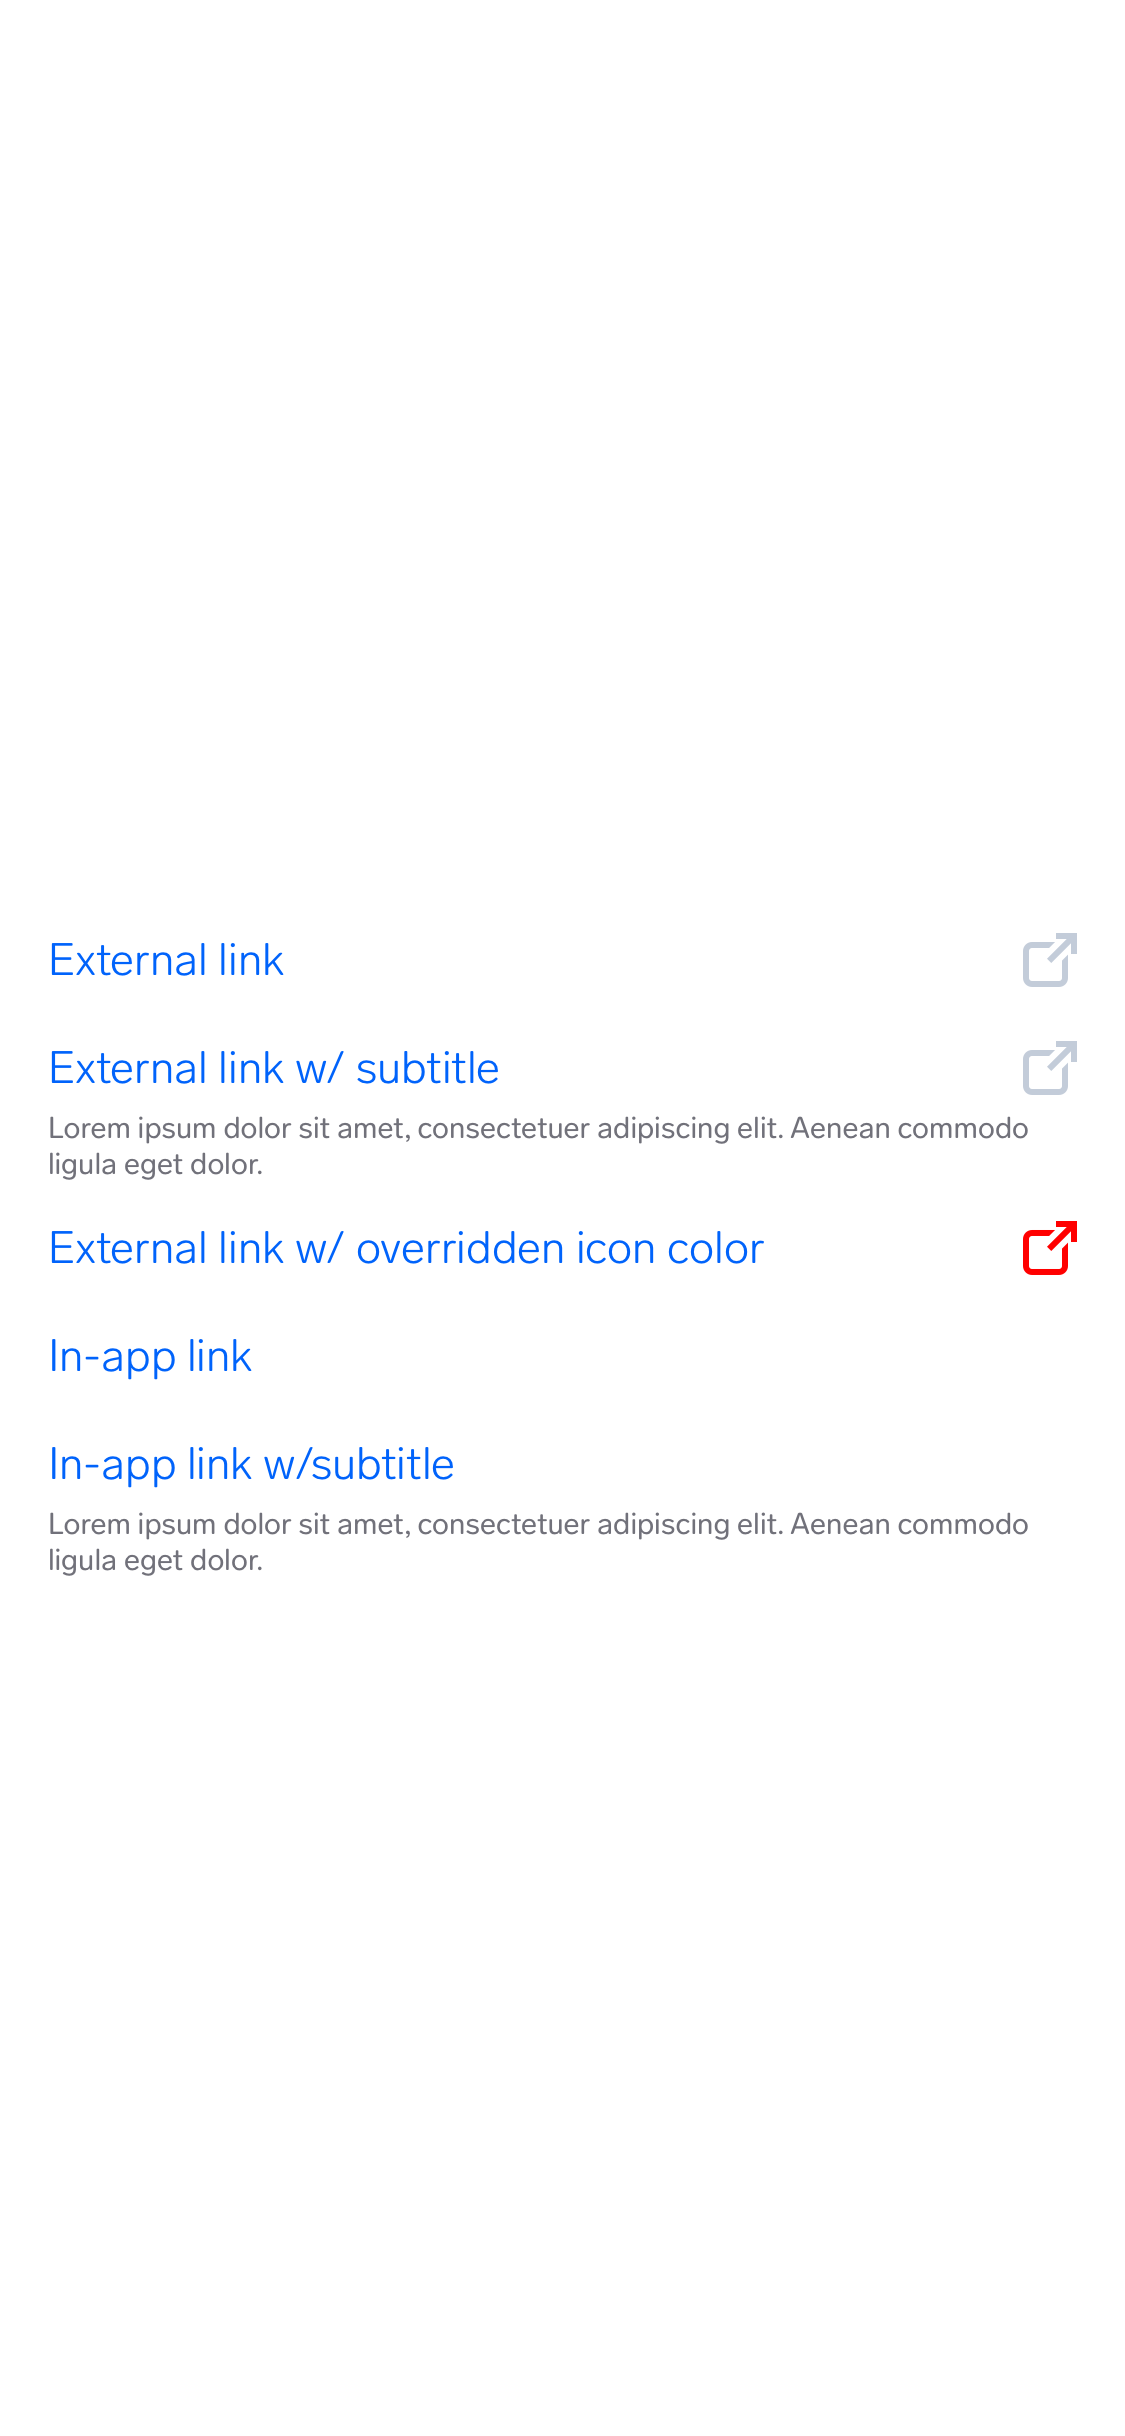 External link
External link w/ subtitle
Lorem ipsum dolor sit amet, consectetuer adipiscing elit. Aenean commodo
ligula eget dolor.
External link w/ overridden icon color
In-app link
In-app link w/subtitle
Lorem ipsum dolor sit amet, consectetuer adipiscing elit. Aenean commodo
ligula eget dolor.